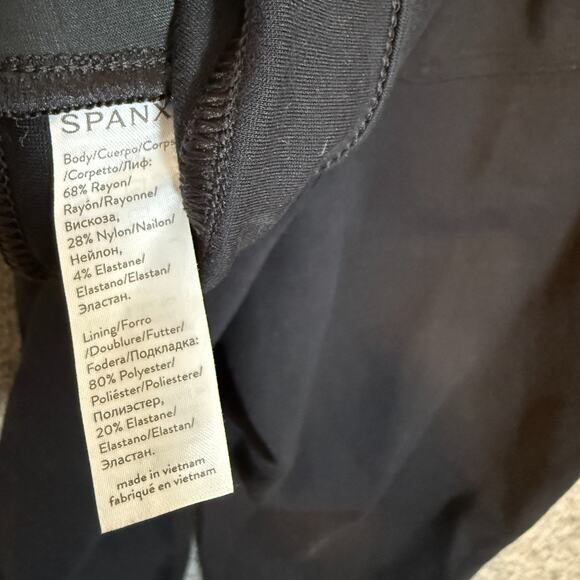 SPANX
Body/Cuerpo/Corps
/Corpetto/Лиф:
68% Rayon/
Rayón/Rayonne/
Вискоза,
28% Nylon/Nailon/
Нейлон,
4% Elastane/
Elastano/Elastan/
Эластан.
Lining/Forro
/Doublure/Futter/
Fodera/Подкладка:
80% Polyester/
Poliéster/Poliestere/
Полиэстер,
20% Elastane/
Elastano/Elastan/
Эластан.
made in vietnam
fabriqué en vietnam